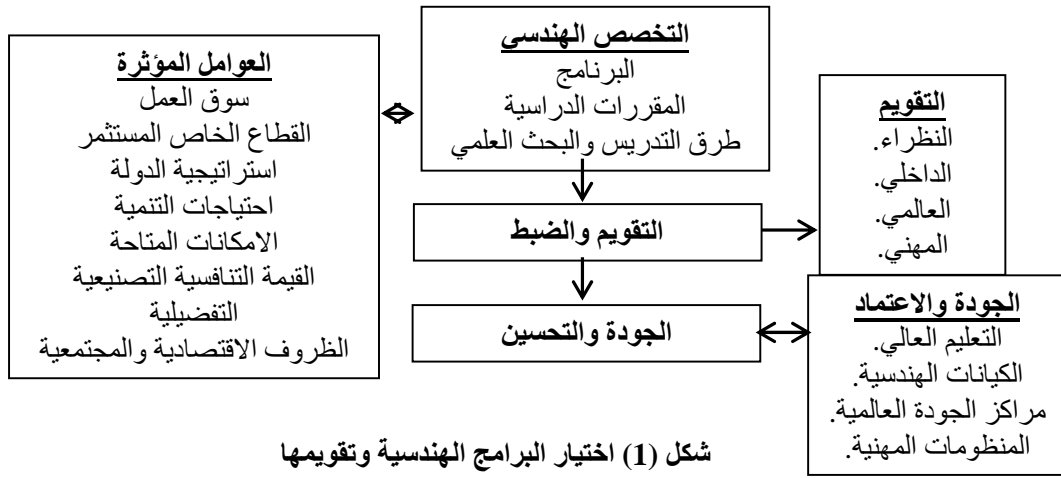 التخصص الهندسي
البرنامج
المقررات الدراسية
طرق التدريس والبحث العلمي
العوامل المؤثرة
سوق العمل
القطاع الخاص المستثمر
استراتيجية الدولة
احتياجات التنمية
الامكانات المتاحة
القيمة التنافسية التصنيعية
التفضيلية
الظروف الاقتصادية والمجتمعية
التقويم
النظراء.
الداخلي.
العالمي.
المهني.
التقويم والضبط
الجودة والتحسين
الجودة والاعتماد
التعليم العالي.
الكيانات الهندسية.
مراكز الجودة العالمية.
المنظومات المهنية.
شكل (1) اختيار البرامج الهندسية وتقويمها